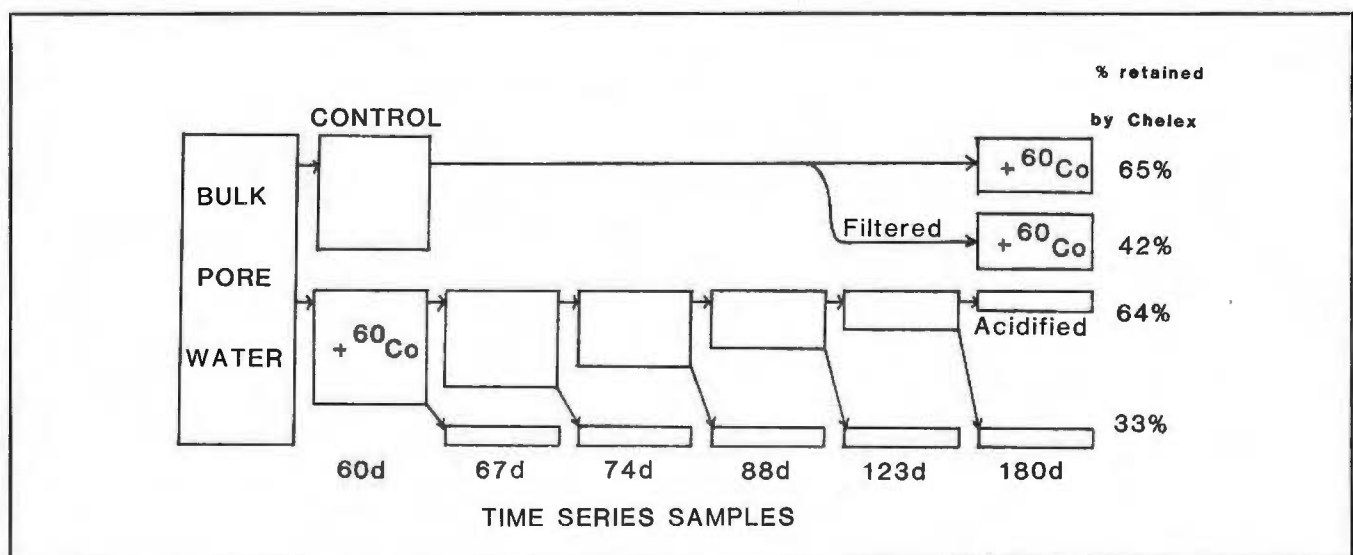 % retained
by Chelex
CONTROL
+ 60Co 65%
BULK
PORE
WATER
Filtered
+ 60Co 42%
+ 60Co
Acidified
64%
33%
60d 67d 74d 88d 123d 180d
TIME SERIES SAMPLES